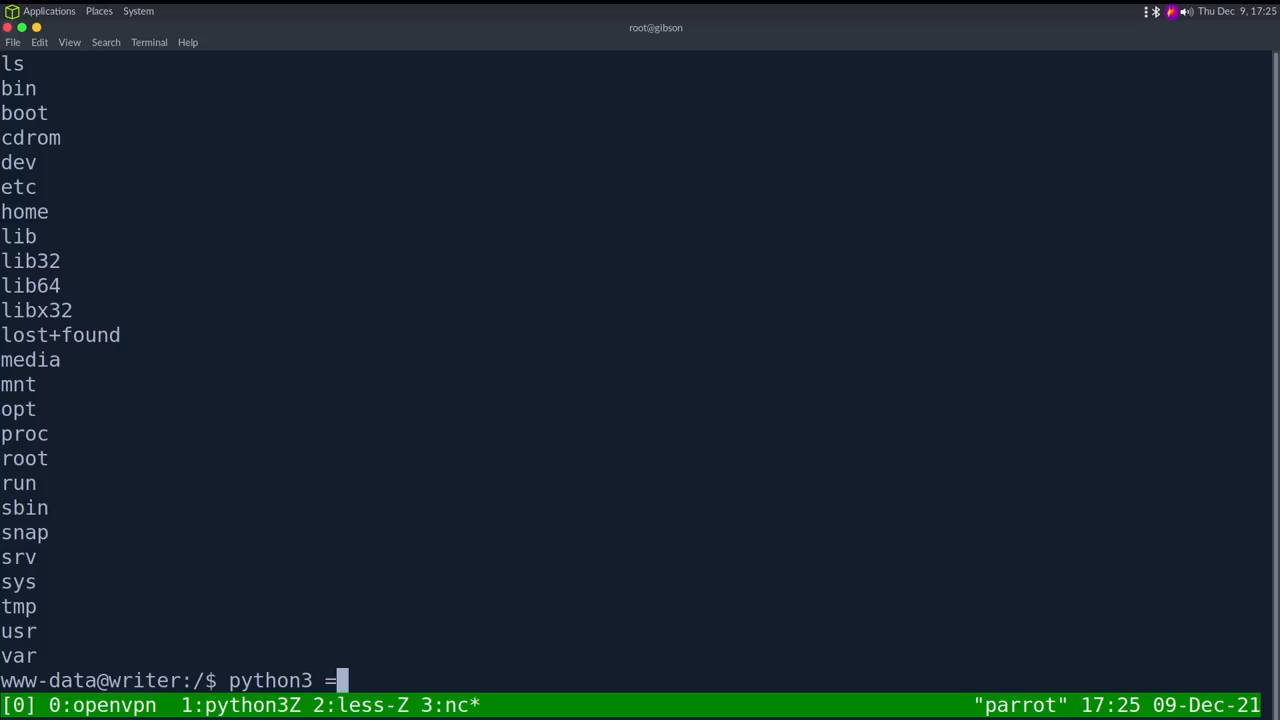 Applications Places System Thu Dec 9, 17:25
root@gibson
File Edit View Search Terminal Help
ls
bin
boot
cdrom
dev
etc
home
lib
lib32
lib64
libx32
lost+found
media
mnt
opt
proc
root
run
sbin
snap
srv
sys
tmp
usr
var
www-data@writer:/$ python3 =
[0] 0:openvpn 1:python3Z 2:less-Z 3:nc* "parrot" 17:25 09-Dec-21